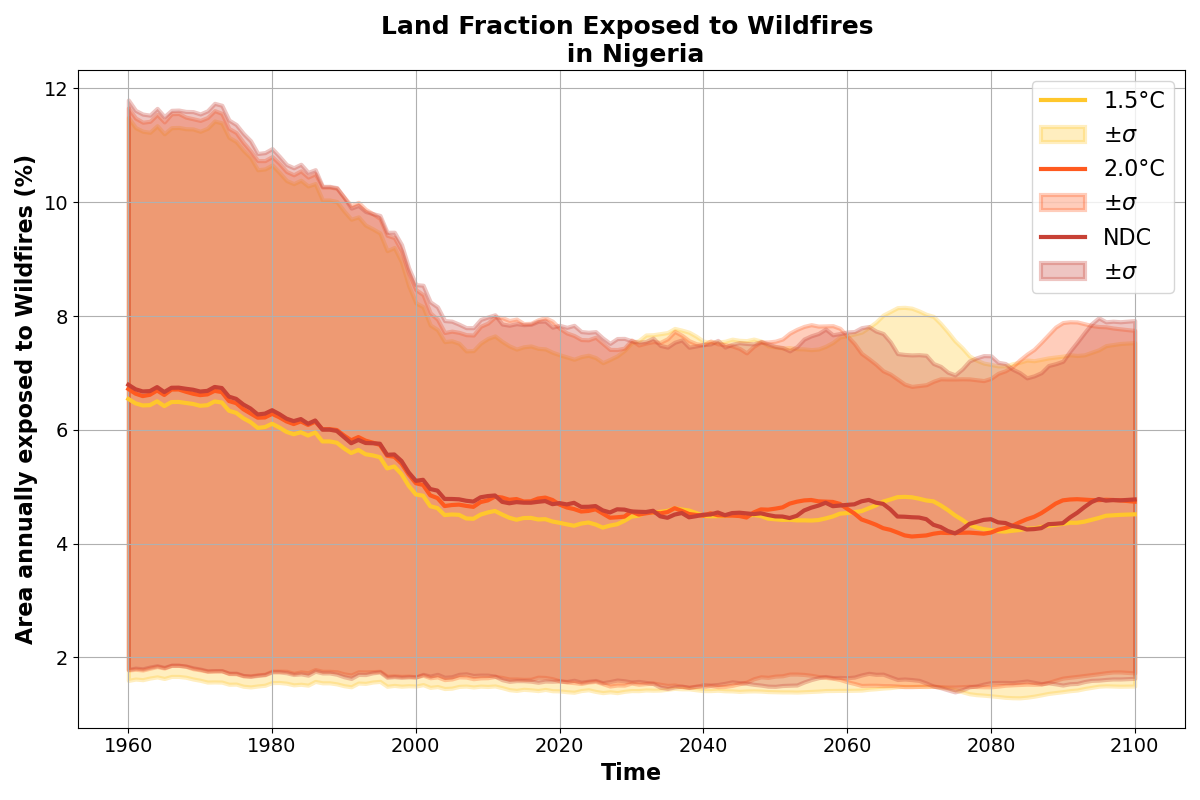 Land Fraction Exposed to Wildfires
in Nigeria
Area annually exposed to Wildfires (%)
12
10
8
6
4
2
1.5°C
±σ
2.0°C
±σ
NDC
±σ
1960
1980
2000
2020
2040
2060
2080
2100
Time